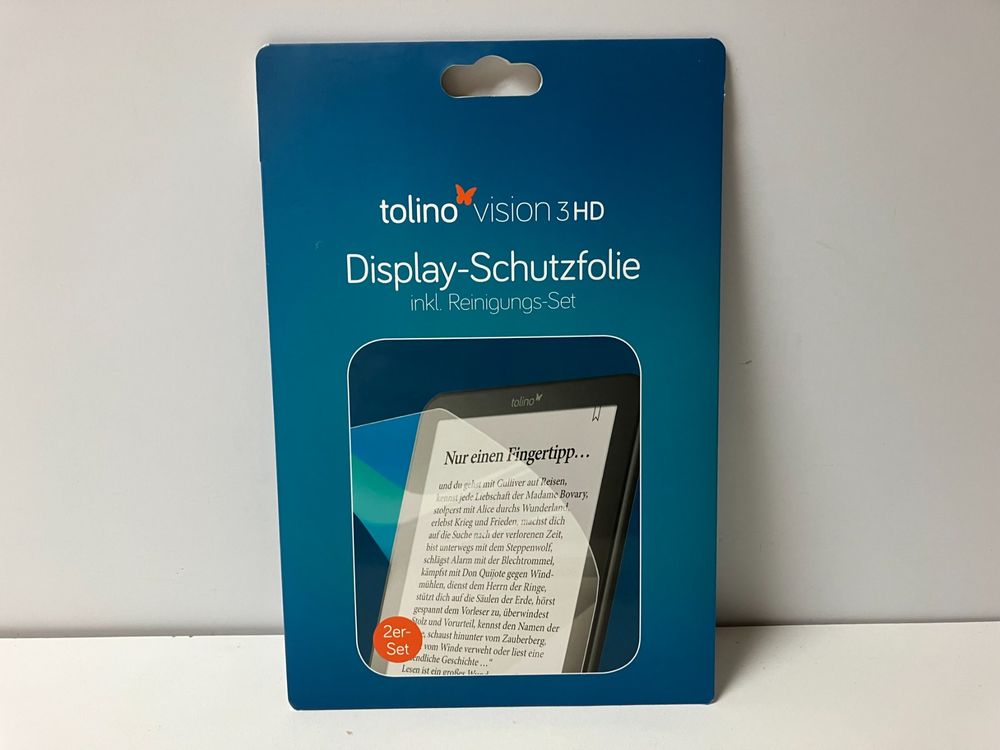 tolino vision 3HD
Display-Schutzfolie
inkl. Reinigungs-Set
tolino
Nur einen Fingertipp…
und du gehst mit Gulliver auf Reisen,
kennst jede Liebschaft der Madame Bovary,
stolperst mit Alice durchs Wunderland,
erlebst Krieg und Frieden, machst dich
auf die Suche nach der verlorenen Zeit,
bist unterwegs mit dem Steppenwolf,
schlägst Alarm mit der Blechtrommel,
kämpfst mit Don Quijote gegen Wind-
mühlen, dienst dem Herrn der Ringe,
stützt dich auf die Säulen der Erde, hörst
gespannt dem Vorleser zu, überwindest
Stolz und Vorurteil, kennst den Namen der
schaust hinunter vom Zauberberg,
vom Winde verweht oder liest eine
endliche Geschichte …"
Lesen ist ein großes
2er-
Set